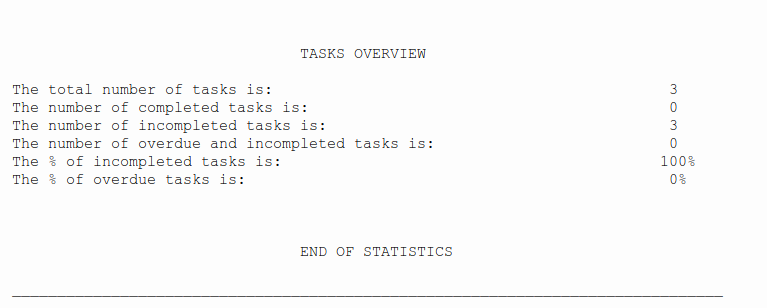 TASKS OVERVIEW
The total number of tasks is: 3
The number of completed tasks is: 0
The number of incompleted tasks is: 3
The number of overdue and incompleted tasks is: 0
The % of incompleted tasks is: 100%
The % of overdue tasks is: 0%
END OF STATISTICS